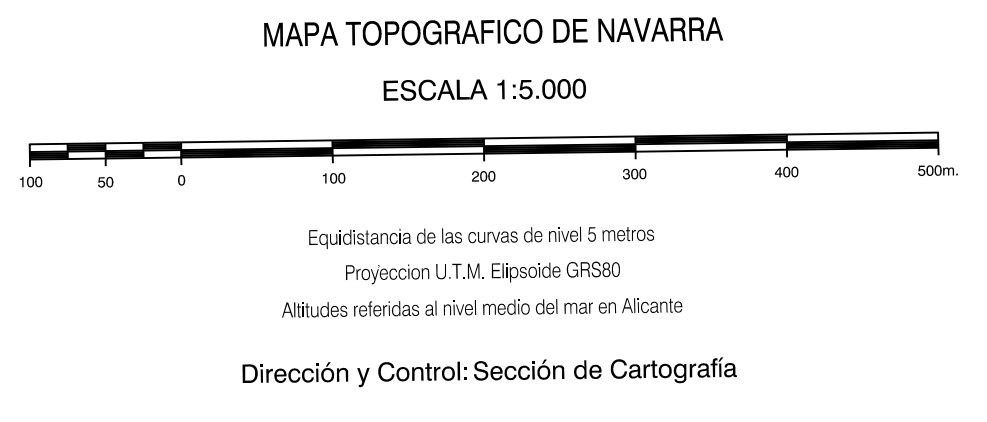 MAPA TOPOGRAFICO DE NAVARRA
ESCALA 1:5.000
100 50 0 100 200 300 400 500m.
Equidistancia de las curvas de nivel 5 metros
Proyeccion U.T.M. Elipsoide GRS80
Altitudes referidas al nivel medio del mar en Alicante
Dirección y Control: Sección de Cartografía